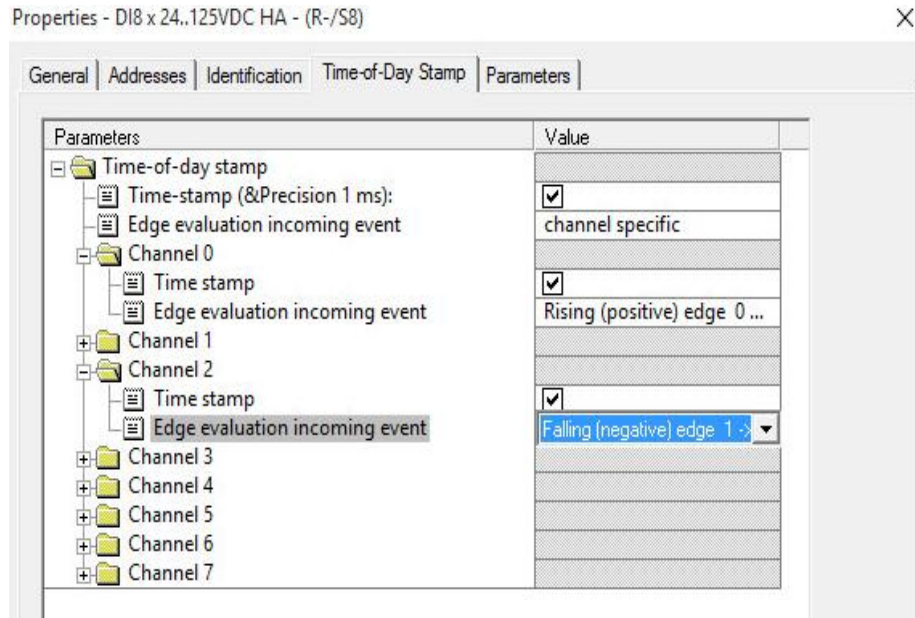 Properties - DI8 x 24..125VDC HA - (R-/S8)
General Addresses Identification Time-of-Day Stamp Parameters
Parameters Value
Time-of-day stamp
Time-stamp (&Precision 1 ms):
Edge evaluation incoming event channel specific
Channel 0
Time stamp
Edge evaluation incoming event Rising (positive) edge 0 ...
Channel 1
Channel 2
Time stamp
Edge evaluation incoming event Falling (negative) edge 1 ->
Channel 3
Channel 4
Channel 5
Channel 6
Channel 7